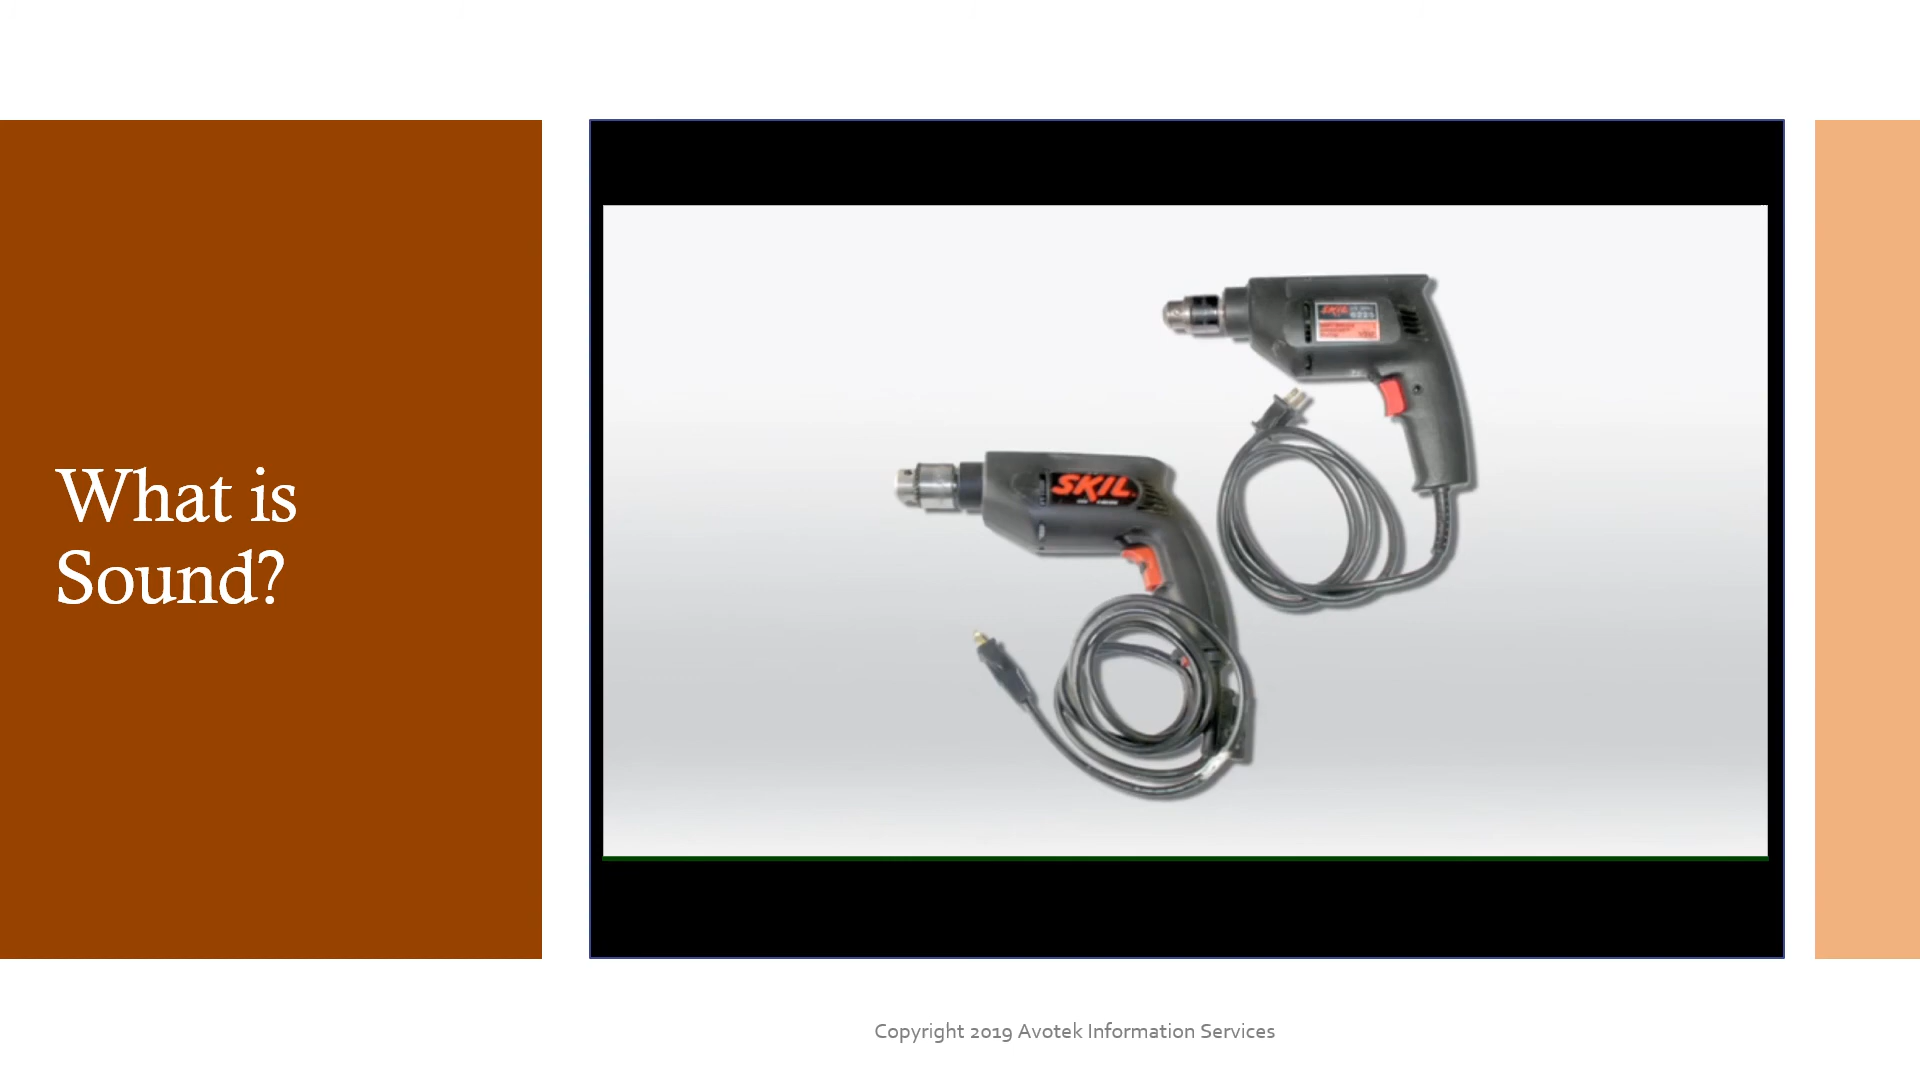 What is
Sound?
SKIL
SKIL
Copyright 2019 Avotek Information Services